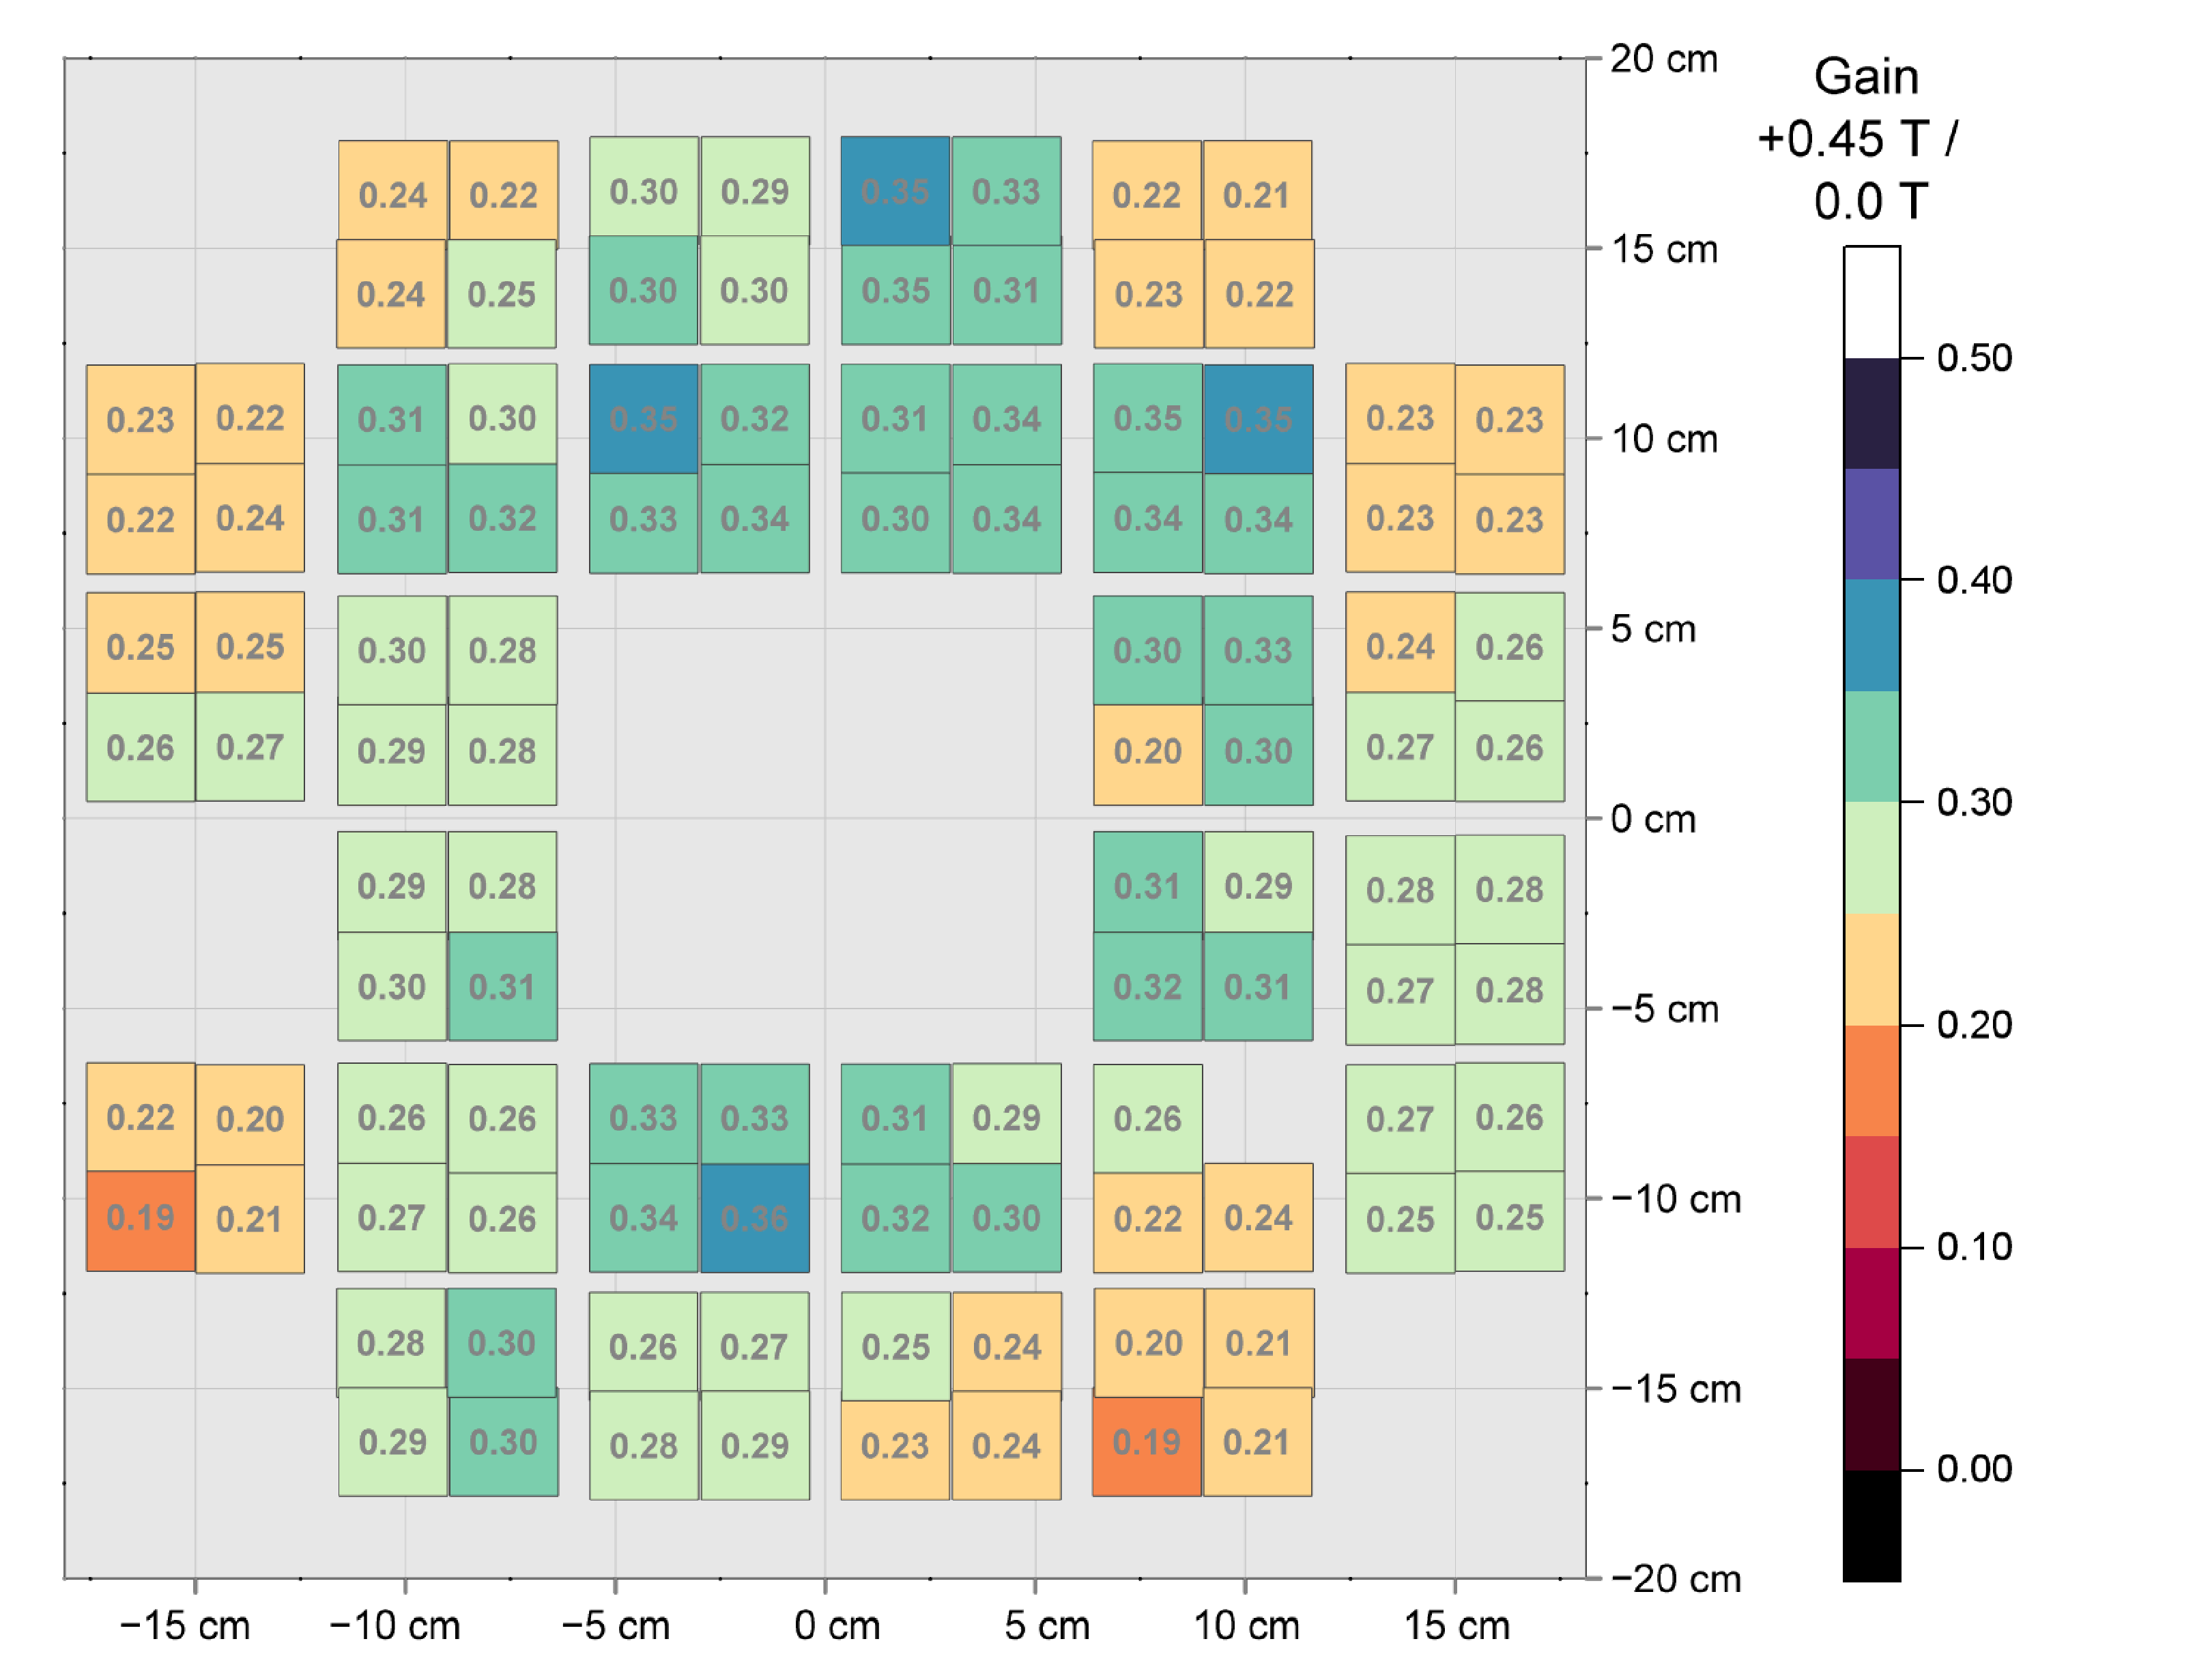 Gain
+0.45 T /
0.0 T
20 cm
0.24 0.22 0.30 0.29 0.35 0.33 0.22 0.21
15 cm
0.24 0.25 0.30 0.30 0.35 0.31 0.23 0.22
0.50
0.23 0.22 0.31 0.30 0.35 0.32 0.31 0.34 0.35 0.35 0.23 0.23
10 cm
0.22 0.24 0.31 0.32 0.33 0.34 0.30 0.34 0.34 0.34 0.23 0.23
0.40
0.25 0.25 0.30 0.28 0.30 0.33 0.24 0.26
5 cm
0.26 0.27 0.29 0.28 0.20 0.30 0.27 0.26
0.30
0 cm
0.29 0.28 0.31 0.29 0.28 0.28
0.30 0.31 0.32 0.31 0.27 0.28
−5 cm
0.20
0.22 0.20 0.26 0.26 0.33 0.33 0.31 0.29 0.26 0.27 0.26
−10 cm
0.19 0.21 0.27 0.26 0.34 0.36 0.32 0.30 0.22 0.24 0.25 0.25
0.10
0.28 0.30 0.26 0.27 0.25 0.24 0.20 0.21
−15 cm
0.29 0.30 0.28 0.29 0.23 0.24 0.19 0.21
0.00
−20 cm
−15 cm −10 cm −5 cm 0 cm 5 cm 10 cm 15 cm